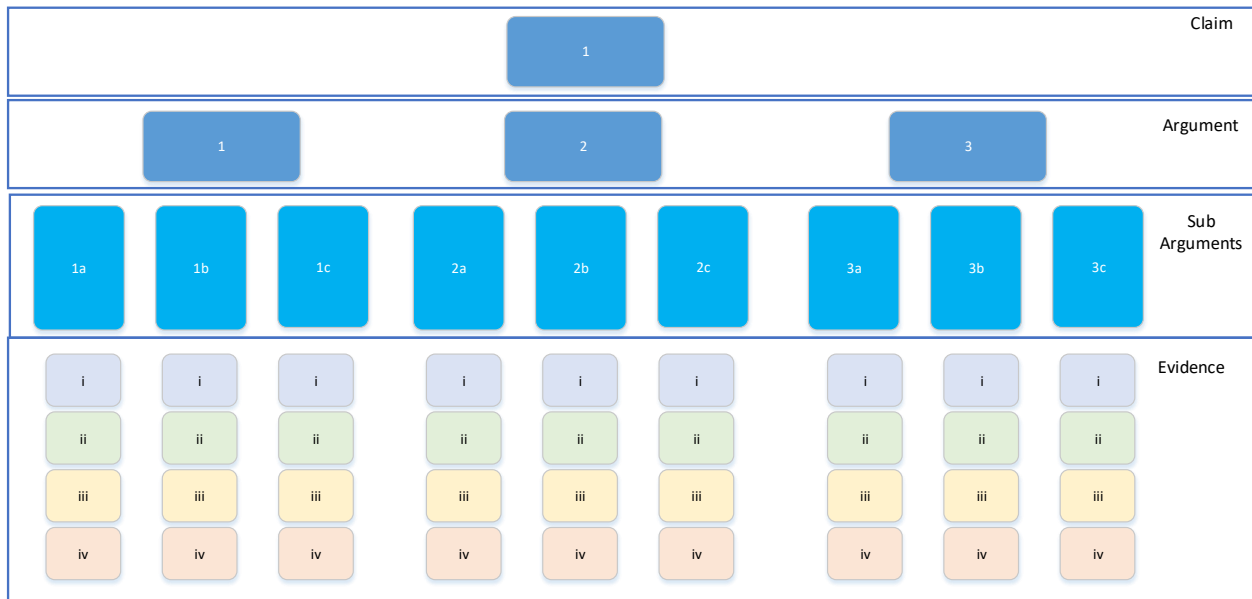 Claim
1
Argument
1 2 3
Sub
Arguments
1a 1b 1c 2a 2b 2c 3a 3b 3c
Evidence
i i i i i i i i i
ii ii ii ii ii ii ii ii ii
iii iii iii iii iii iii iii iii iii
iv iv iv iv iv iv iv iv iv